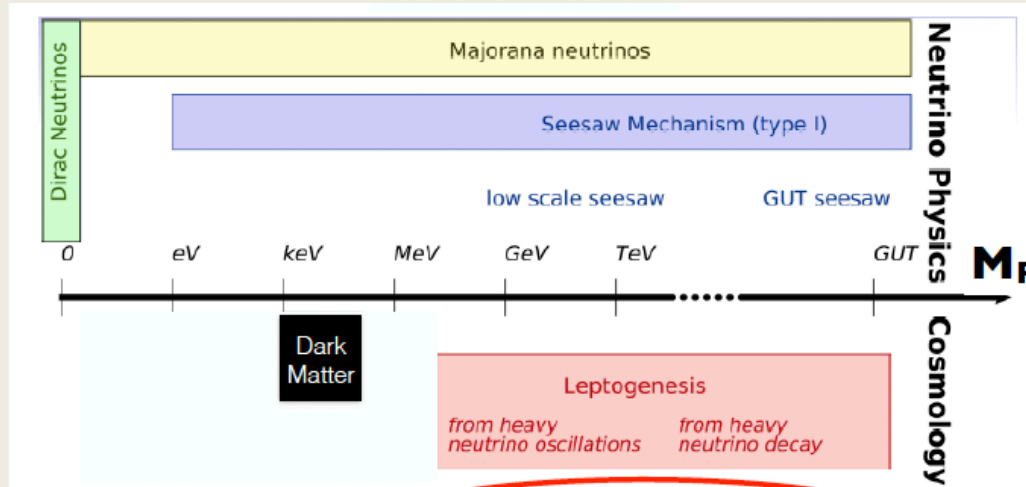 Dirac Neutrinos
Majorana neutrinos
Seesaw Mechanism (type I)
low scale seesaw GUT seesaw
0 eV keV MeV GeV TeV GUT
Neutrino Physics
M
Dark
Matter
Leptogenesis
from heavy
neutrino oscillations
from heavy
neutrino decay
Cosmology